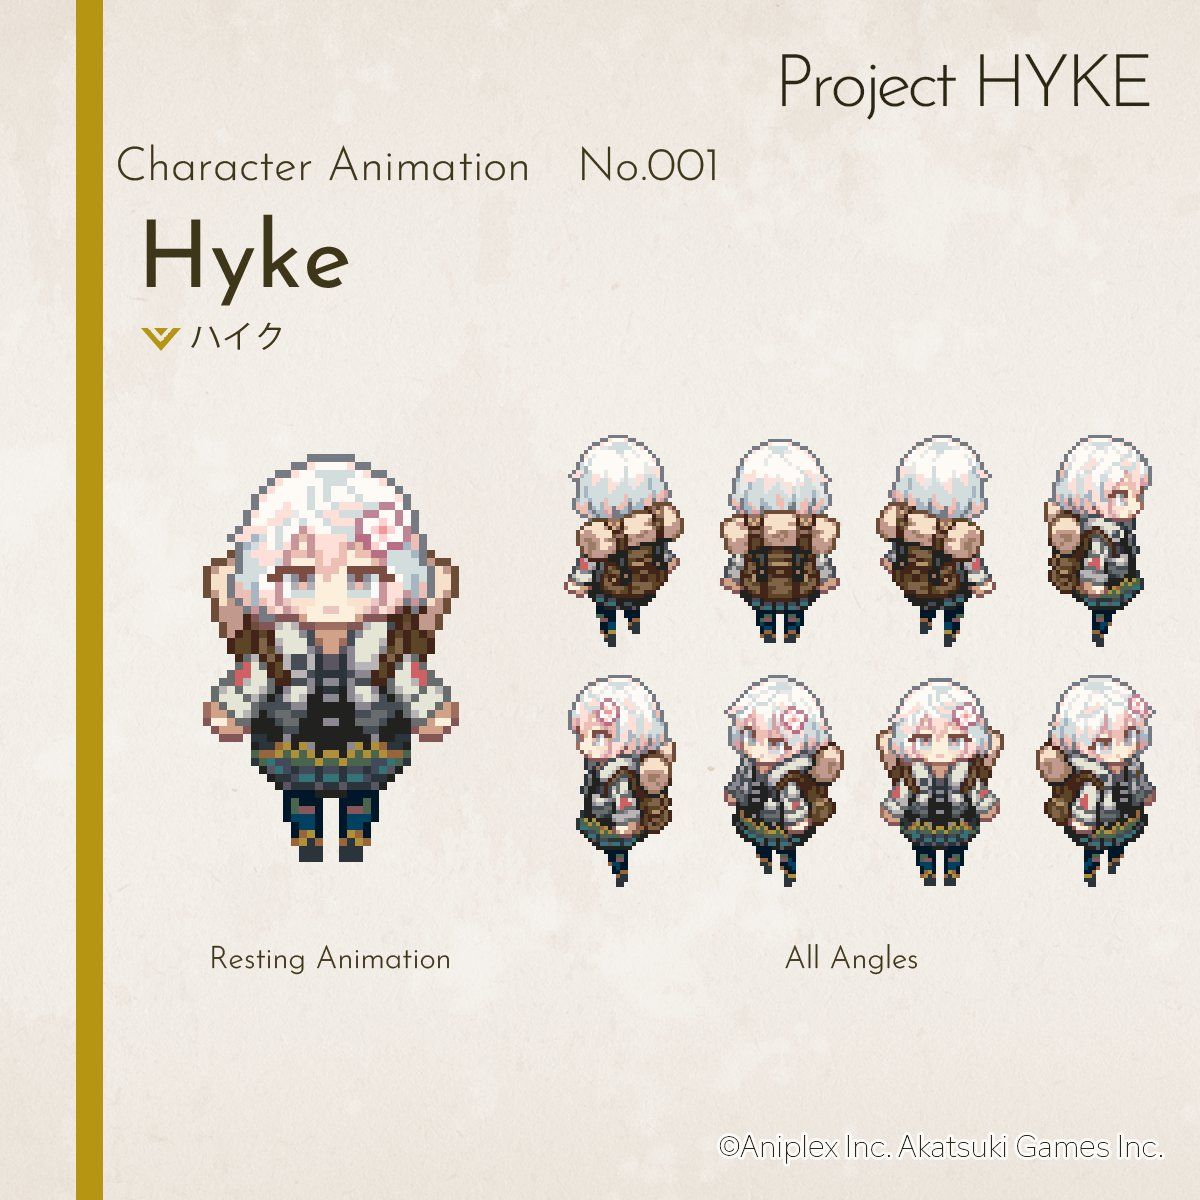 Project HYKE
Character Animation No.001
Hyke
ハイク
Resting Animation
All Angles
©Aniplex Inc. Akatsuki Games Inc.